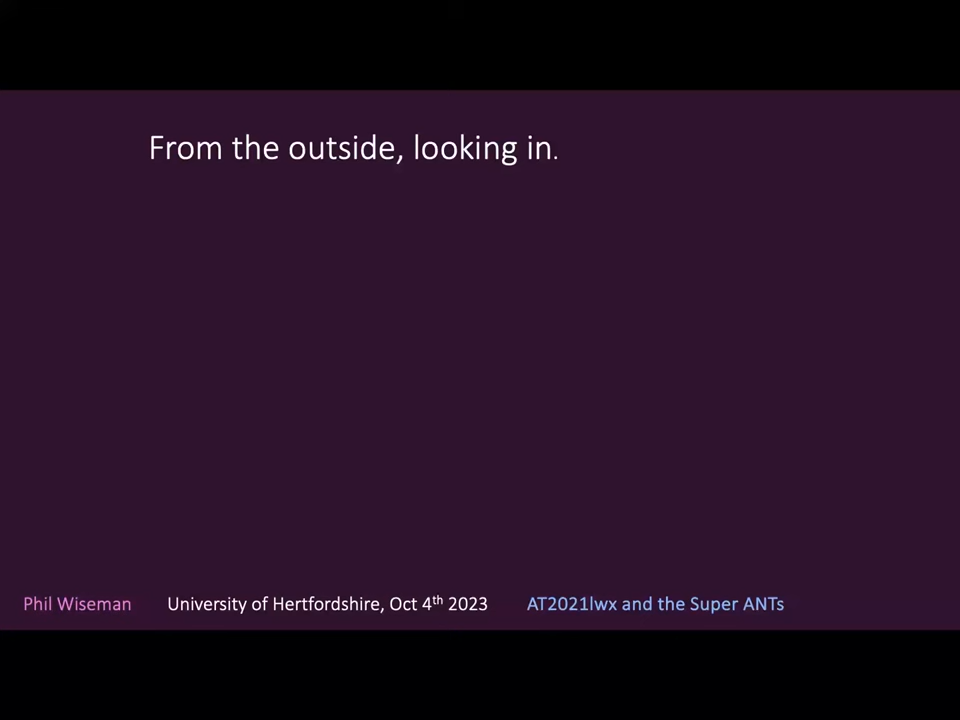 From the outside, looking in.
Phil Wiseman University of Hertfordshire, Oct 4th 2023 AT2021lwx and the Super ANTs